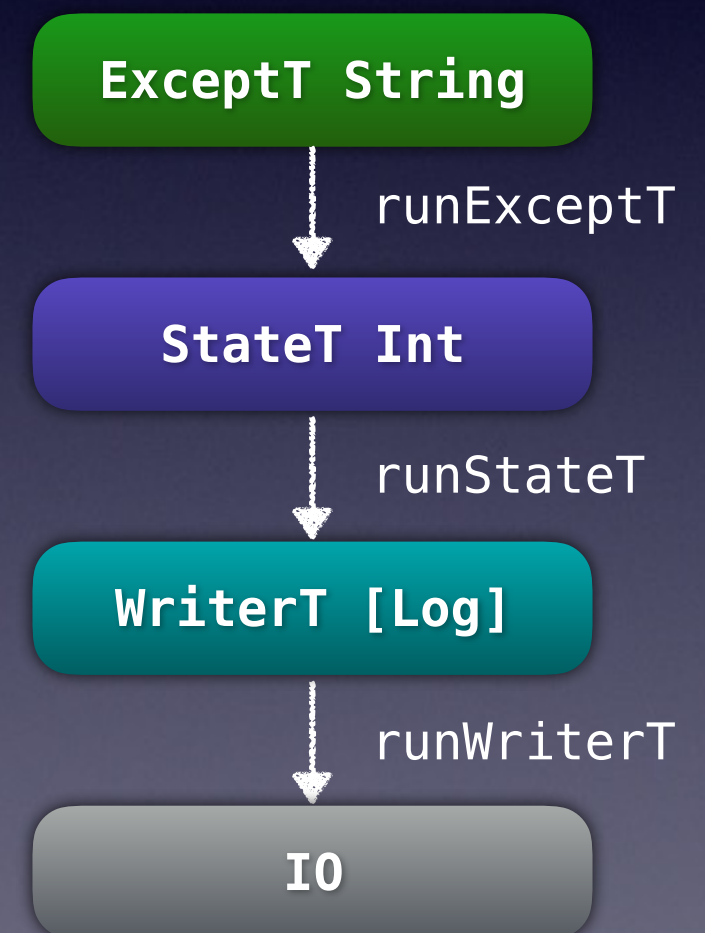 ExceptT String
runExceptT
StateT Int
runStateT
WriterT [Log]
runWriterT
IO